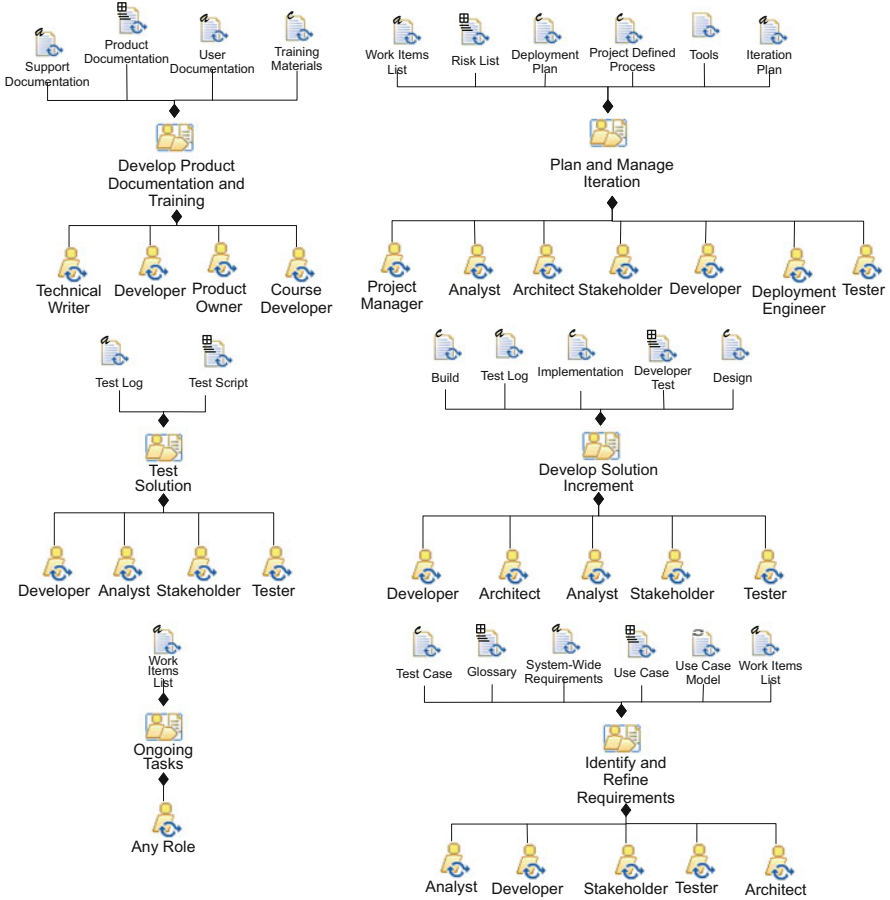 a
Support
Documentation
Product
Documentation
a
User
Documentation
c
Training
Materials
Develop Product
Documentation and
Training
Technical
Writer
Developer
Product
Owner
Course
Developer
a
Work Items
List
Risk List
c
Deployment
Plan
c
Project Defined
Process
Tools
c
Iteration
Plan
Plan and Manage
Iteration
Project
Manager
Analyst
Architect
Stakeholder
Developer
Deployment
Engineer
Tester
a
Test Log
Test Script
Test
Solution
Developer
Analyst
Stakeholder
Tester
c
Build
a
Test Log
c
Implementation
Developer
Test
c
Design
Develop Solution
Increment
Developer
Architect
Analyst
Stakeholder
Tester
a
Work
Items
List
Ongoing
Tasks
Any Role
c
Test Case
Glossary
a
System-Wide
Requirements
Use Case
Use Case
Model
a
Work Items
List
Identify and
Refine
Requirements
Analyst
Developer
Stakeholder
Tester
Architect